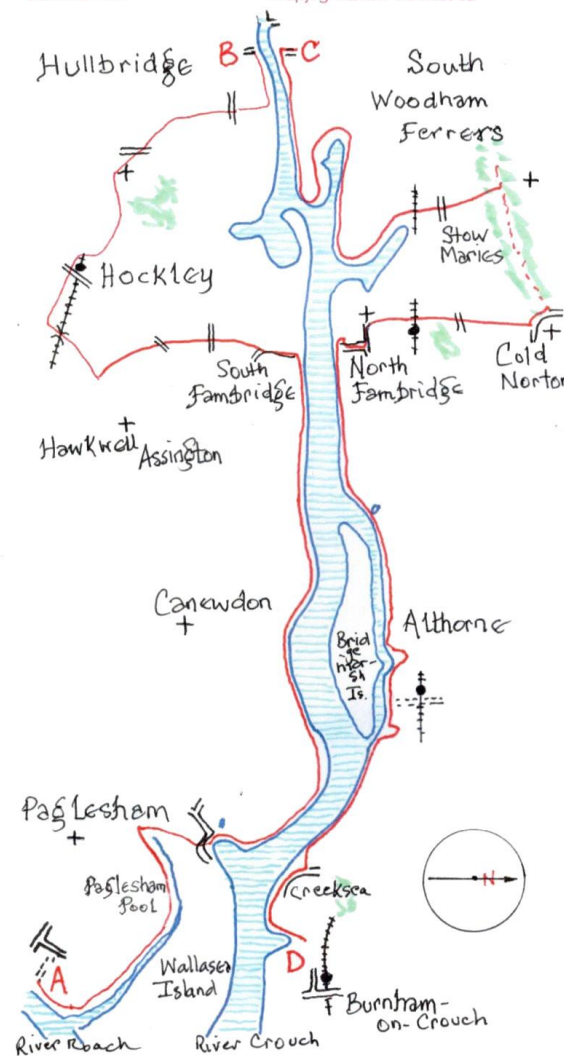 B
C
Hullbridge
South
Woodham
Ferrers
Stow
Maries
Hockley
South
Fambridge
North
Fambridge
Cold
Norton
Hawkwell
Assington
Canewdon
Althorne
Brid
-ge
mar-
sh
Is.
Paglesham
Paglesham
Pool
Creeksea
N
A
Wallasea
Island
D
Burnham-
on-Crouch
River Roach
River Crouch